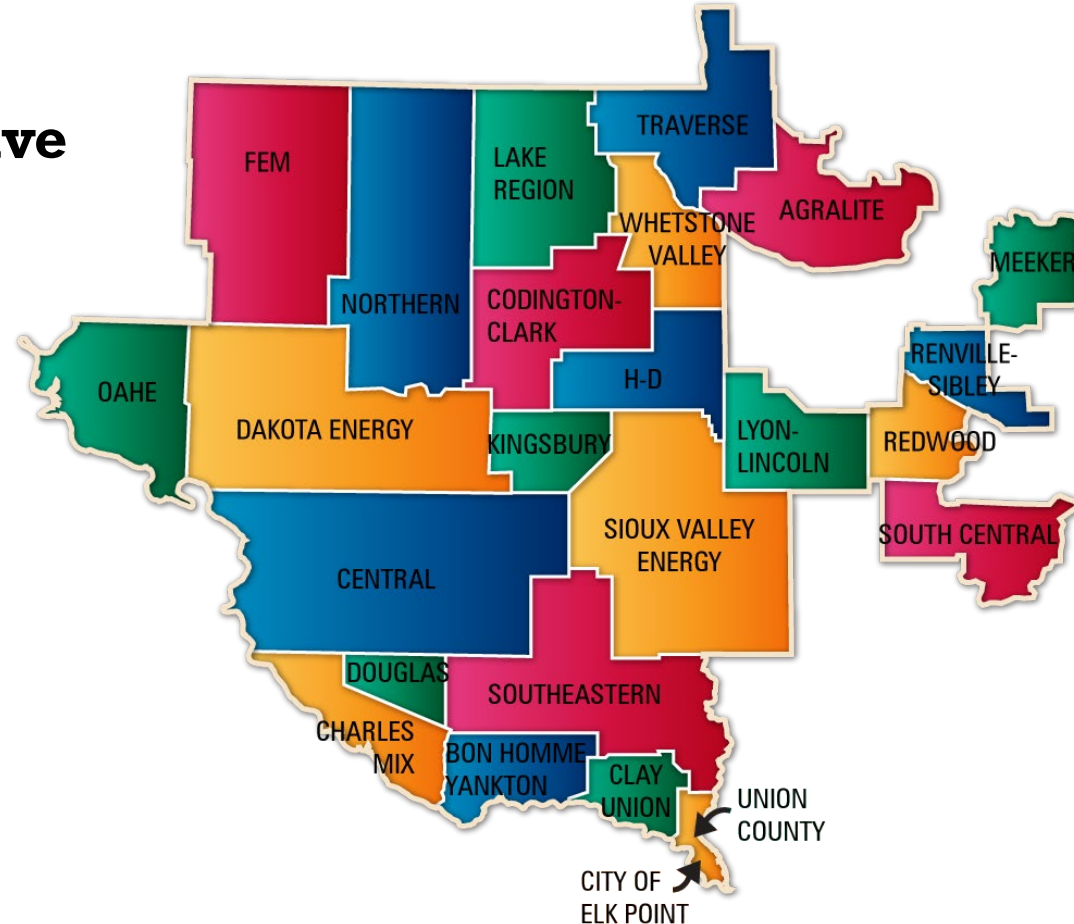 ive
FEM
NORTHERN
LAKE
REGION
TRAVERSE
WHETSTONE
VALLEY
AGRALITE
MEEKER
CODINGTON-
CLARK
H-D
RENVILLE-
SIBLEY
OAHE
DAKOTA ENERGY
KINGSBURY
LYON-
LINCOLN
REDWOOD
SIOUX VALLEY
ENERGY
SOUTH CENTRAL
CENTRAL
DOUGLAS
SOUTHEASTERN
CHARLES
MIX
BON HOMME
YANKTON
CLAY
UNION
UNION
COUNTY
CITY OF
ELK POINT